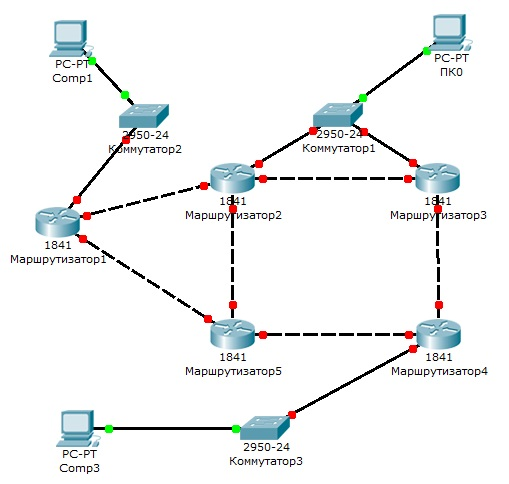 PC-PT
Comp1
PC-PT
ПК0
2950-24
Коммутатор2
2950-24
Коммутатор1
1841
Маршрутизатор2
1841
Маршрутизатор3
1841
Маршрутизатор1
1841
Маршрутизатор5
1841
Маршрутизатор4
PC-PT
Comp3
2950-24
Коммутатор3